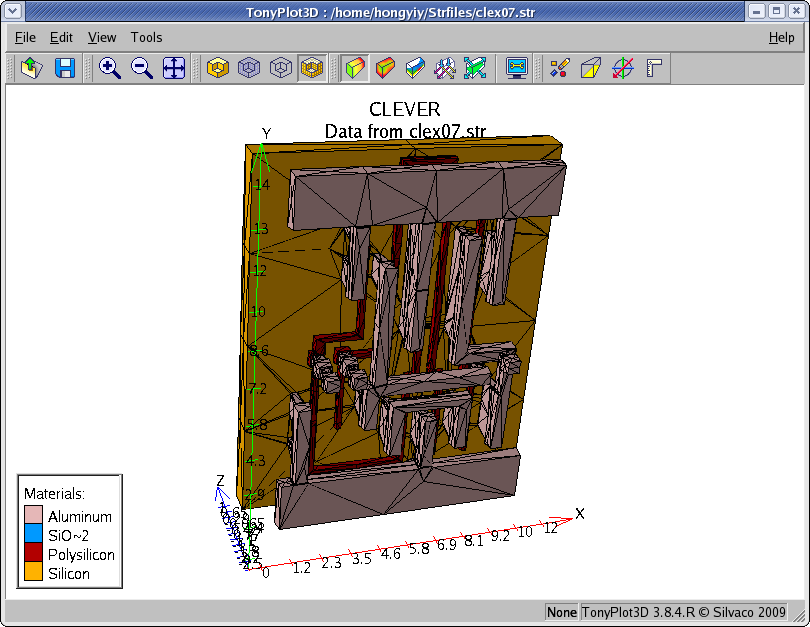 TonyPlot3D : /home/hongyiy/Strfiles/clex07.str
File Edit View Tools Help
CLEVER
Data from clex07.str
Y
14
13
12
10
8.6
7.2
5.8
4.3
2.9
Z
X
0 1.2 2.3 3.5 4.6 5.8 6.9 8.1 9.2 10 12
Materials:
Aluminum
SiO~2
Polysilicon
Silicon
None TonyPlot3D 3.8.4.R © Silvaco 2009